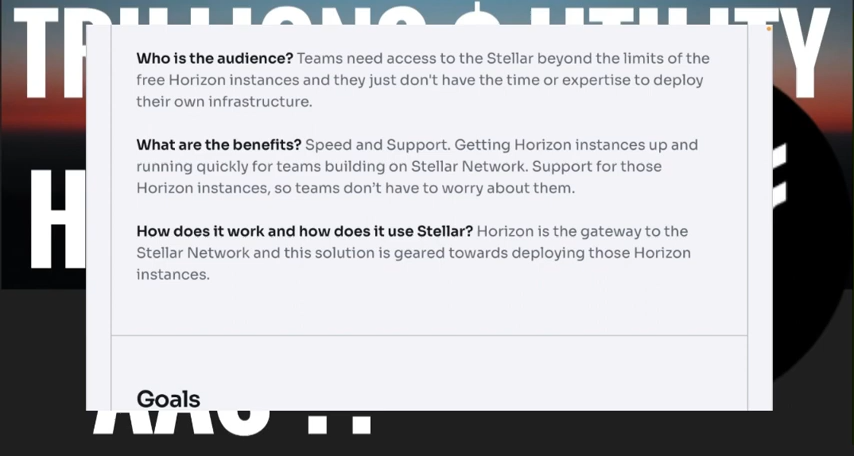 TRILLIONS $ UTILITY
Who is the audience? Teams need access to the Stellar beyond the limits of the
free Horizon instances and they just don't have the time or expertise to deploy
their own infrastructure.
What are the benefits? Speed and Support. Getting Horizon instances up and
running quickly for teams building on Stellar Network. Support for those
Horizon instances, so teams don’t have to worry about them.
How does it work and how does it use Stellar? Horizon is the gateway to the
Stellar Network and this solution is geared towards deploying those Horizon
instances.
Goals